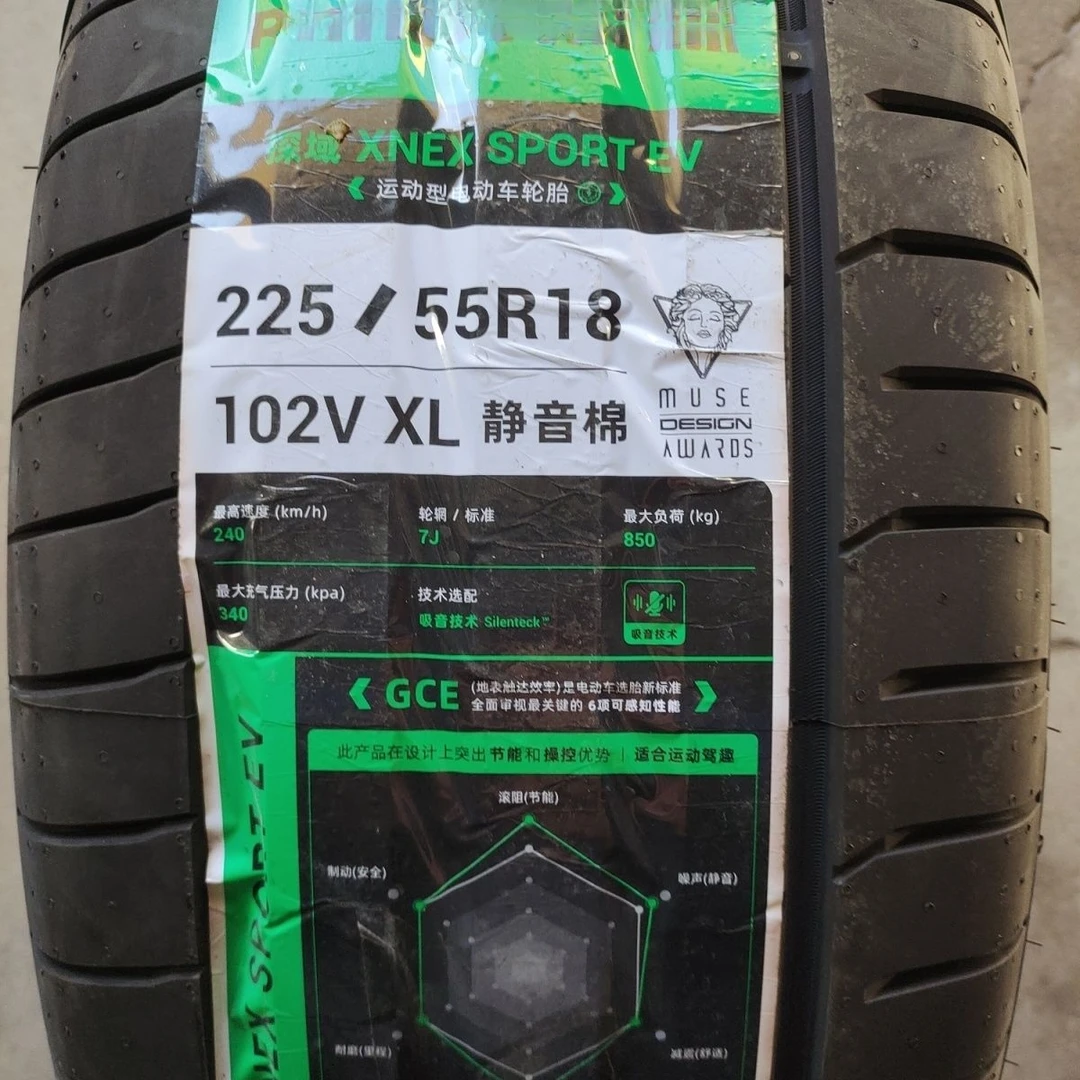 深域 XNEX SPORT EV
运动型电动车轮胎
225 / 55R18
102V XL 静音棉
MUSE
DESIGN
AWARDS
最高速度 (km/h)
240
轮辋 / 标准
7J
最大负荷 (kg)
850
最大充气压力 (kpa)
340
技术选配
吸音技术 Silenteck™
吸音技术
GCE
(地表触达效率)是电动车选胎新标准
全面审视最关键的 6项可感知性能
此产品在设计上突出节能和操控优势 | 适合运动驾趣
滚阻(节能)
制动(安全)
噪声(静音)
耐磨(里程)
减震(舒适)
NEX SPORT EV